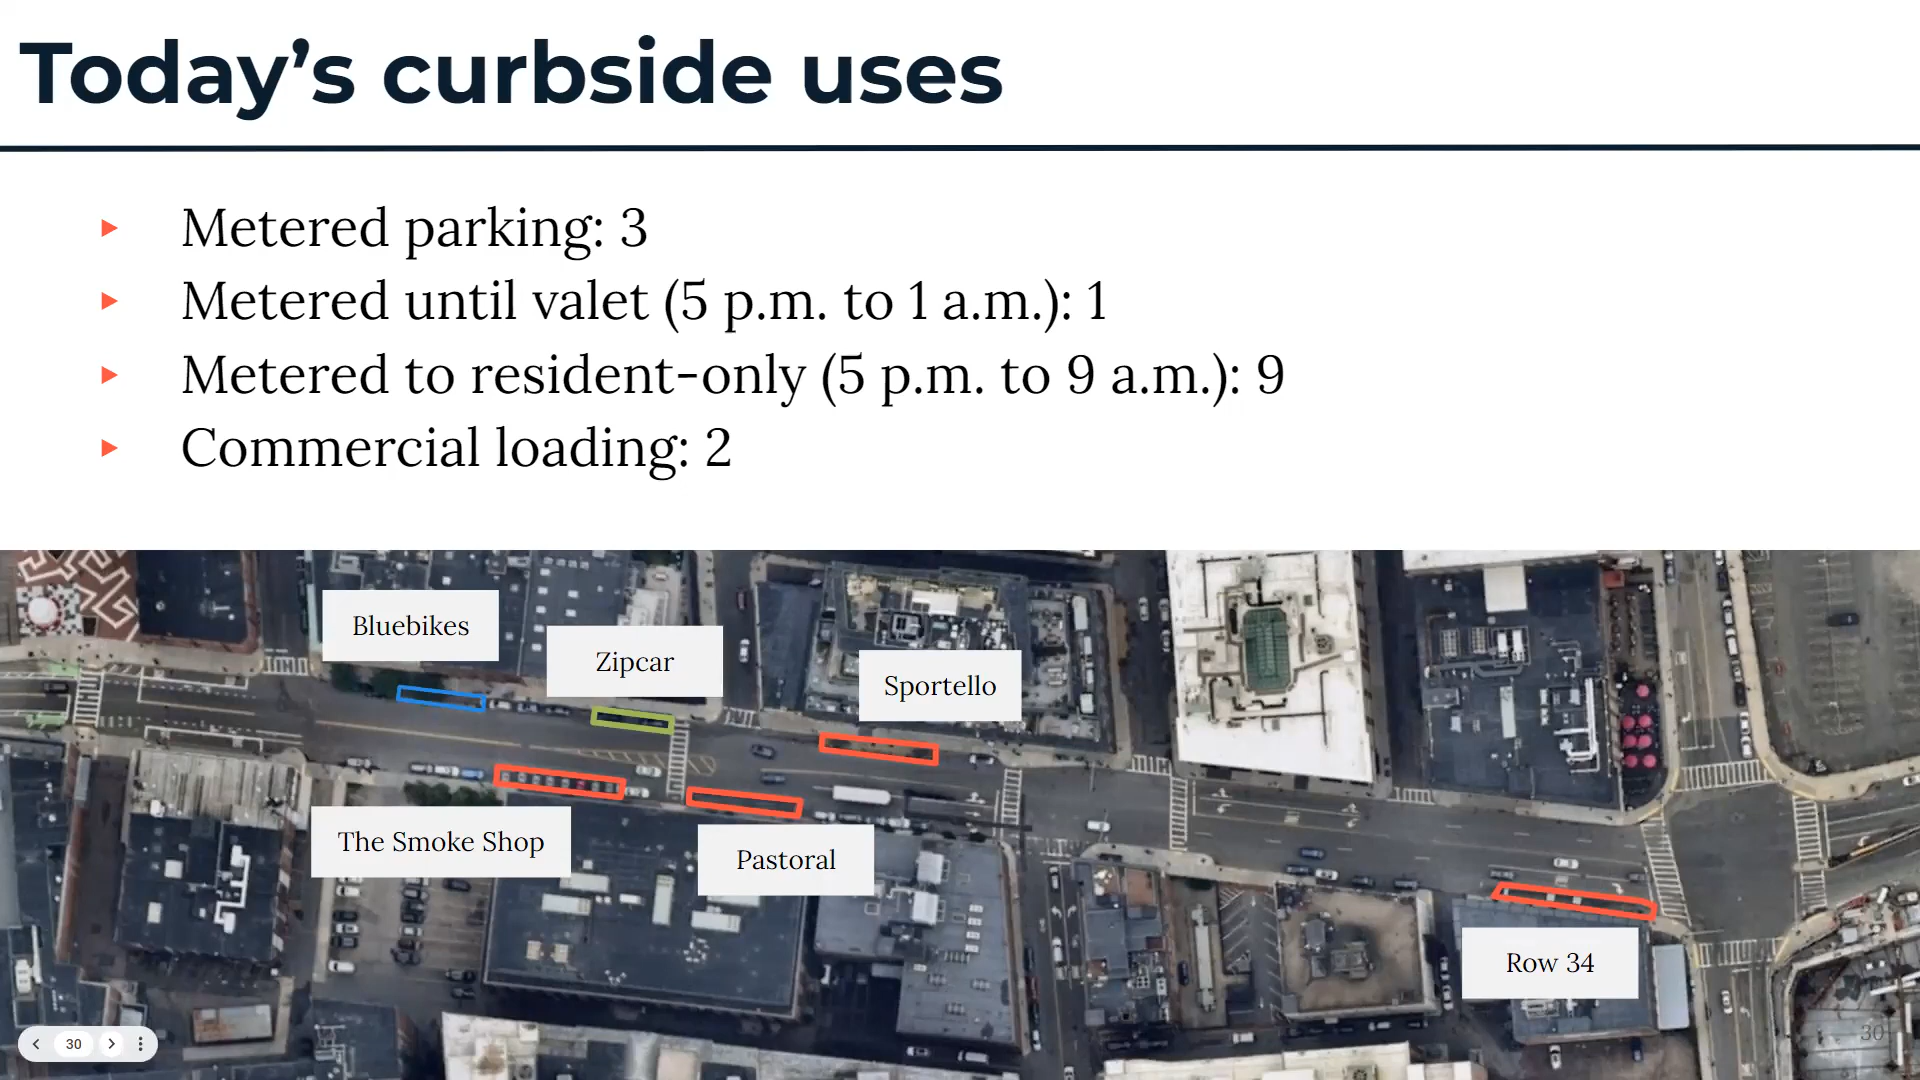 Today’s curbside uses
Metered parking: 3
Metered until valet (5 p.m. to 1 a.m.): 1
Metered to resident-only (5 p.m. to 9 a.m.): 9
Commercial loading: 2
Bluebikes
Zipcar
Sportello
The Smoke Shop
Pastoral
Row 34
30
30